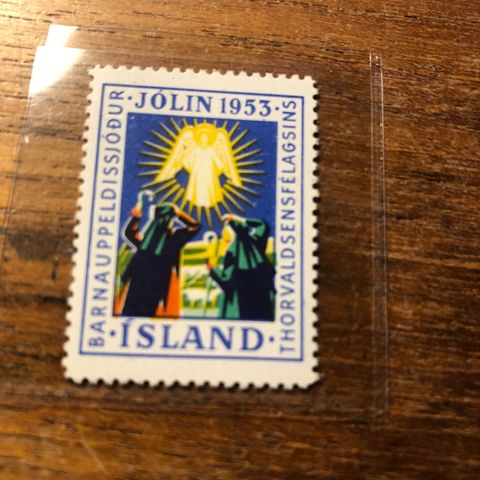 ·JÓLIN 1953·
BARNAUPPELDISSJÓÐUR
THORVALDSENSFÉLAGSINS
·ÍSLAND·